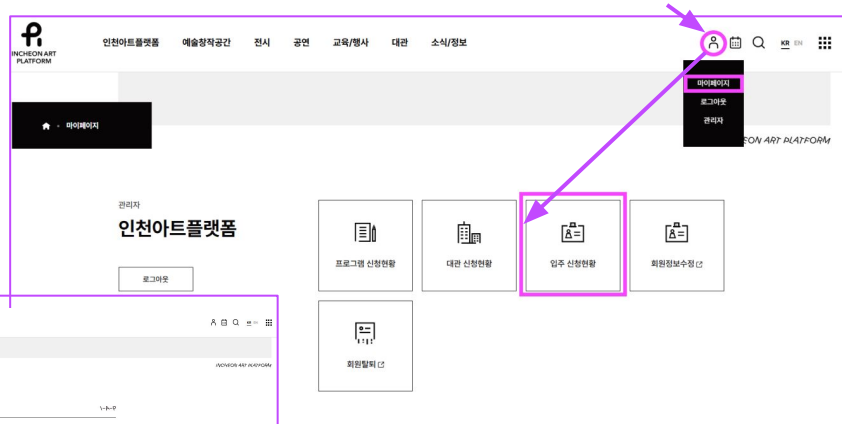 INCHEON ART
PLATFORM
인천아트플랫폼 예술창작공간 전시 공연 교육/행사 대관 소식/정보 KR EN
마이페이지
로그아웃
관리자
마이페이지
EON ART PLATFORM
관리자
인천아트플랫폼
로그아웃
프로그램 신청현황
대관 신청현황
입주 신청현황
회원정보수정
회원탈퇴
INCHEON ART PLATFORM